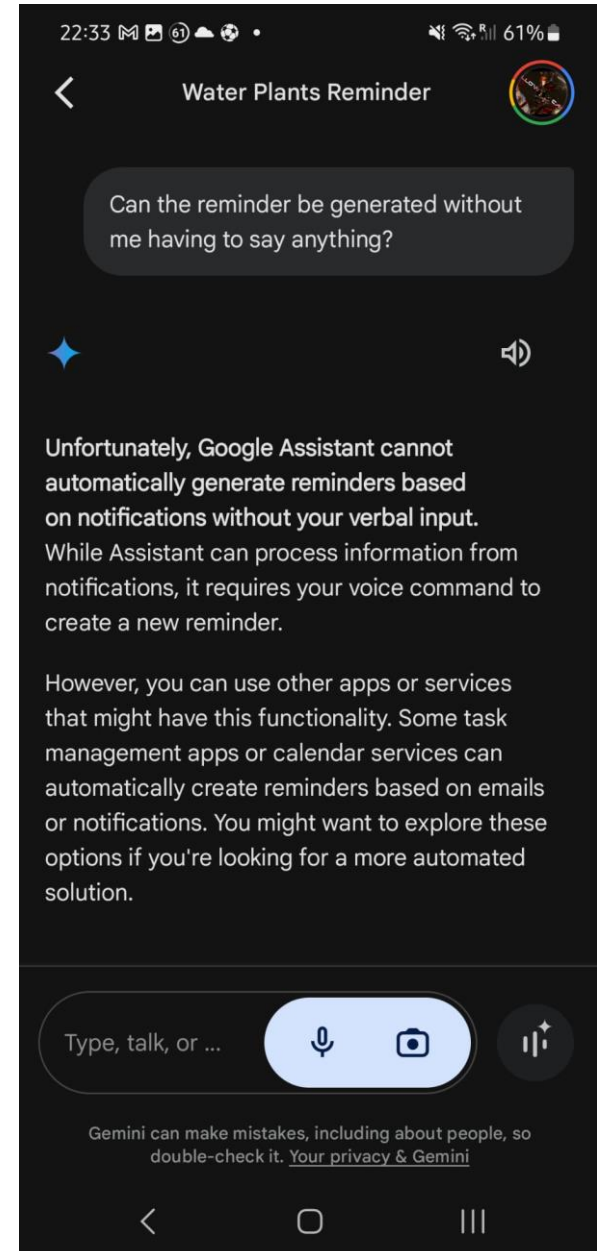 22:33 61 61%
Water Plants Reminder
Can the reminder be generated without
me having to say anything?
Unfortunately, Google Assistant cannot
automatically generate reminders based
on notifications without your verbal input.
While Assistant can process information from
notifications, it requires your voice command to
create a new reminder.
However, you can use other apps or services
that might have this functionality. Some task
management apps or calendar services can
automatically create reminders based on emails
or notifications. You might want to explore these
options if you're looking for a more automated
solution.
Type, talk, or ...
Gemini can make mistakes, including about people, so
double-check it. Your privacy & Gemini